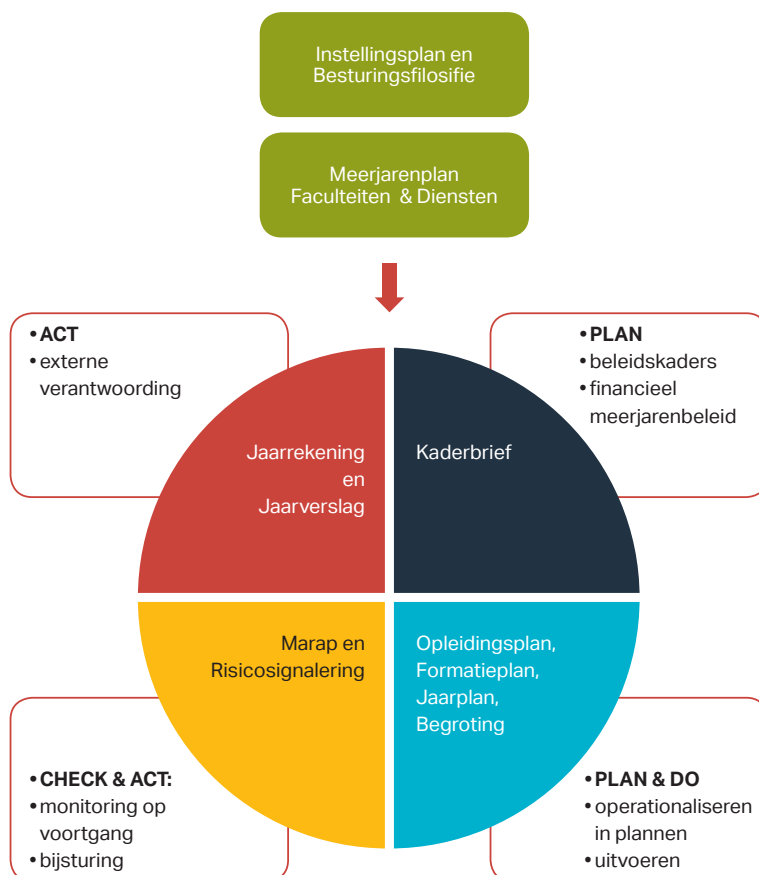 Instellingsplan en
Besturingsfilosifie
Meerjarenplan
Faculteiten & Diensten
• ACT
• externe
verantwoording
• PLAN
• beleidskaders
• financieel
meerjarenbeleid
Jaarrekening
en
Jaarverslag
Kaderbrief
Marap en
Risicosignalering
Opleidingsplan,
Formatieplan,
Jaarplan,
Begroting
• CHECK & ACT:
• monitoring op
voortgang
• bijsturing
• PLAN & DO
• operationaliseren
in plannen
• uitvoeren